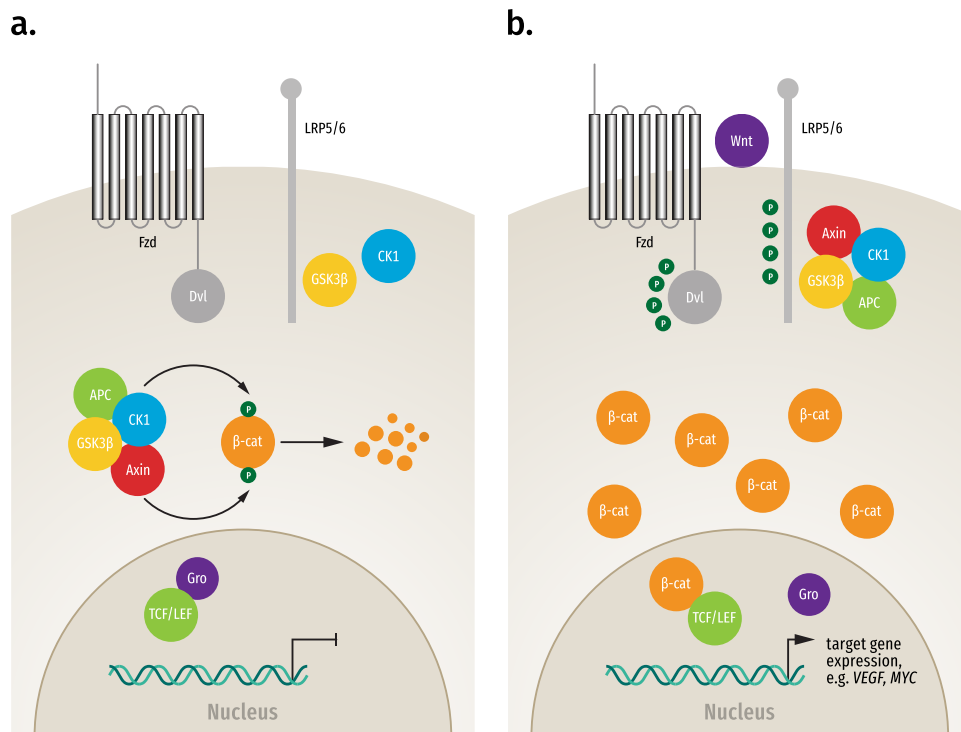 a.
LRP5/6
Fzd
CK1
GSK3β
Dvl
APC
CK1
GSK3β
Axin
P
β-cat
P
Gro
TCF/LEF
Nucleus
b.
Wnt
LRP5/6
P
P
P
P
Fzd
Axin
CK1
GSK3β
APC
P
P
P
P
Dvl
β-cat
β-cat
β-cat
β-cat
β-cat
β-cat
β-cat
TCF/LEF
Gro
target gene
expression,
e.g. VEGF, MYC
Nucleus